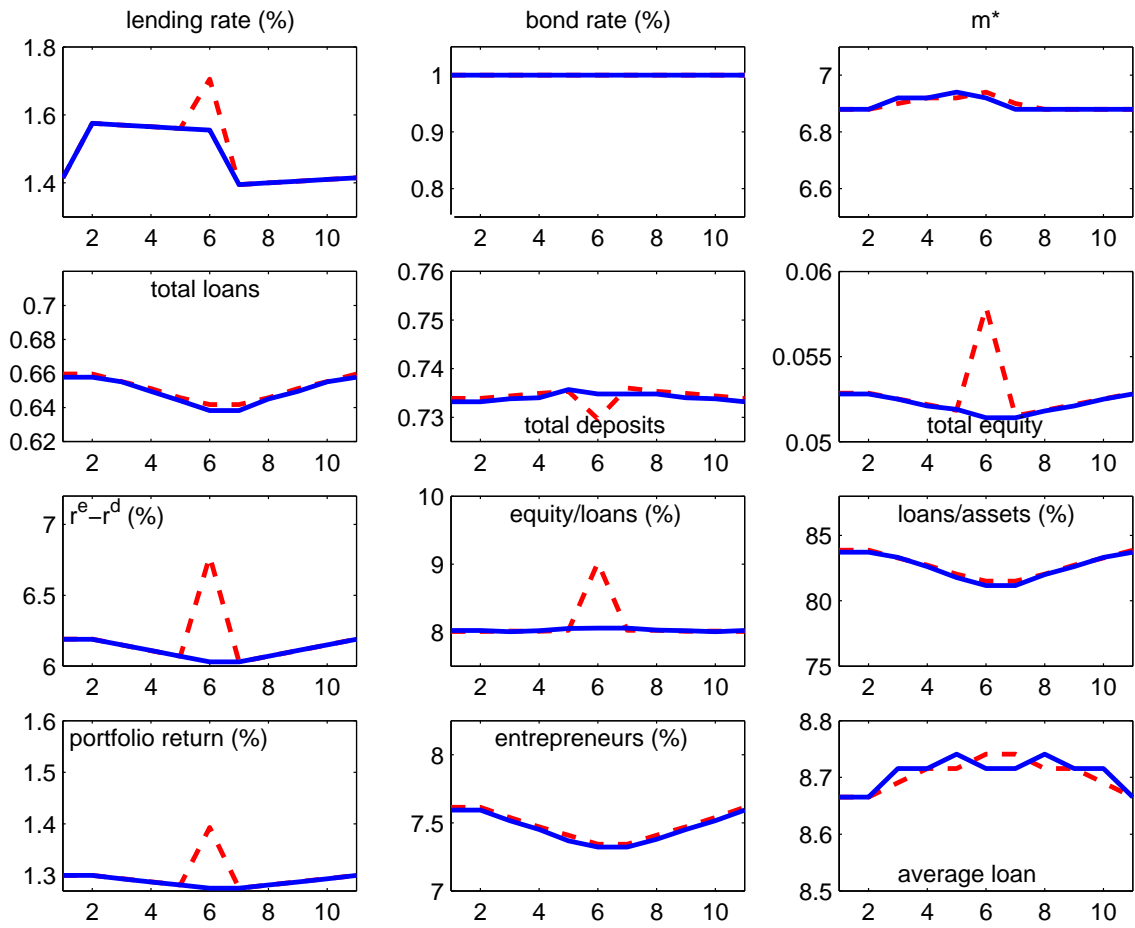 lending rate (%)
bond rate (%)
m*
1.8
1.6
1.4
2 4 6 8 10
1
0.9
0.8
2 4 6 8 10
7
6.8
6.6
2 4 6 8 10
total loans
0.7
0.68
0.66
0.64
0.62
2 4 6 8 10
0.76
0.75
0.74
0.73
total deposits
2 4 6 8 10
0.06
0.055
0.05
total equity
2 4 6 8 10
r^e−r^d (%)
7
6.5
6
2 4 6 8 10
equity/loans (%)
10
9
8
7
2 4 6 8 10
loans/assets (%)
85
80
75
2 4 6 8 10
portfolio return (%)
1.6
1.5
1.4
1.3
2 4 6 8 10
entrepreneurs (%)
8
7.5
7
2 4 6 8 10
8.8
8.7
8.6
8.5
average loan
2 4 6 8 10